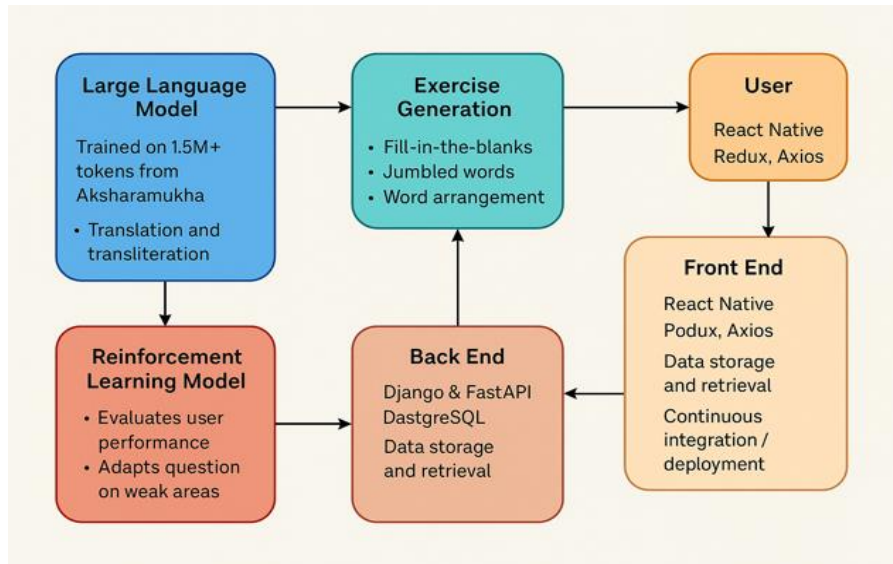 Large Language
Model
Trained on 1.5M+
tokens from
Aksharamukha
• Translation and
transliteration
Exercise
Generation
• Fill-in-the-blanks
• Jumbled words
• Word arrangement
User
React Native
Redux, Axios
Reinforcement
Learning Model
• Evaluates user
performance
• Adapts question
on weak areas
Back End
Django & FastAPI
DastgreSQL
Data storage
and retrieval
Front End
React Native
Podux, Axios
Data storage
and retrieval
Continuous
integration /
deployment